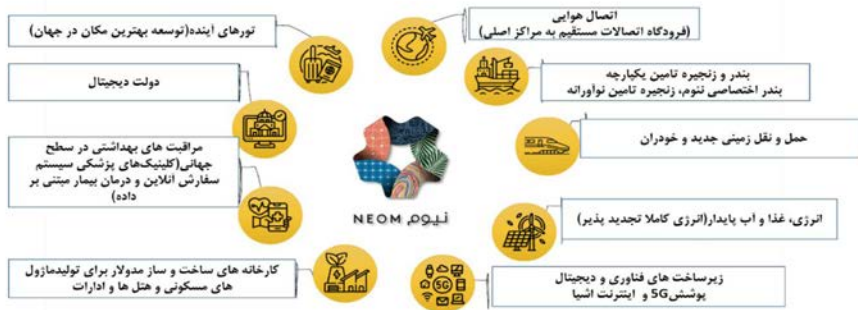 اتصال هوایی
(فرودگاه اتصالات مستقیم به مراکز اصلی)
بندر و زنجیره تامین یکپارچه
بندر اختصاصی تنوم، زنجیره تامین نوآورانه
حمل و نقل زمینی جدید و خودران
انرژی، غذا و آب پایدار(انرژی کاملا تجدید پذیر)
زیرساخت های فناوری و دیجیتال
پوشش5G و اینترنت اشیا
تورهای آینده(توسعه بهترین مکان در جهان)
دولت دیجیتال
مراقبت های بهداشتی در سطح
جهانی(کلینیک‌های پزشکی سیستم
سفارش آنلاین و درمان بیمار مبتنی بر
داده)
کارخانه های ساخت و ساز مدولار برای تولیدماژول
های مسکونی و هتل ها و ادارات
NEOM نیوم
5G